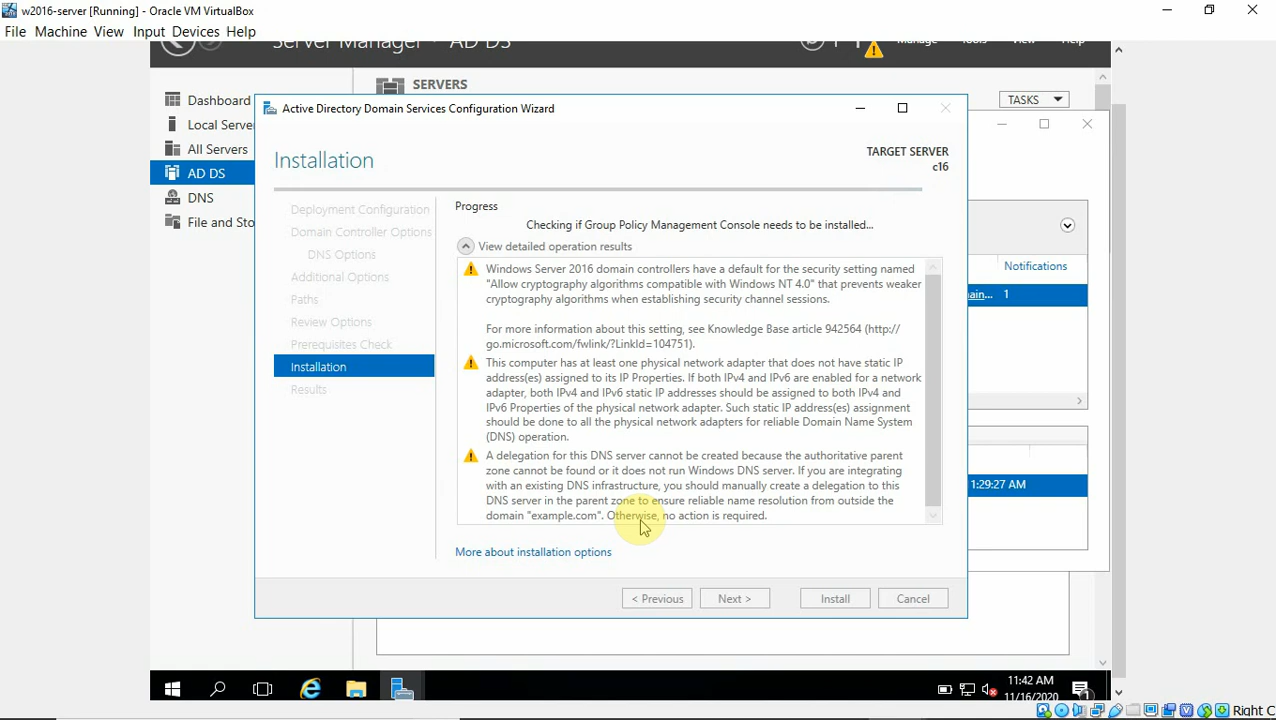 w2016-server [Running] - Oracle VM VirtualBox
File Machine View Input Devices Help
Server Manager · AD DS
Manage Tools View Help
Dashboard
Local Serve
All Servers
AD DS
DNS
File and Sto
SERVERS
TASKS
Active Directory Domain Services Configuration Wizard
Installation
TARGET SERVER
c16
Deployment Configuration
Domain Controller Options
DNS Options
Additional Options
Paths
Review Options
Prerequisites Check
Installation
Results
Progress
Checking if Group Policy Management Console needs to be installed...
View detailed operation results
Windows Server 2016 domain controllers have a default for the security setting named
"Allow cryptography algorithms compatible with Windows NT 4.0" that prevents weaker
cryptography algorithms when establishing security channel sessions.
For more information about this setting, see Knowledge Base article 942564 (http://
go.microsoft.com/fwlink/?LinkId=104751).
This computer has at least one physical network adapter that does not have static IP
address(es) assigned to its IP Properties. If both IPv4 and IPv6 are enabled for a network
adapter, both IPv4 and IPv6 static IP addresses should be assigned to both IPv4 and
IPv6 Properties of the physical network adapter. Such static IP address(es) assignment
should be done to all the physical network adapters for reliable Domain Name System
(DNS) operation.
A delegation for this DNS server cannot be created because the authoritative parent
zone cannot be found or it does not run Windows DNS server. If you are integrating
with an existing DNS infrastructure, you should manually create a delegation to this
DNS server in the parent zone to ensure reliable name resolution from outside the
domain "example.com". Otherwise, no action is required.
More about installation options
< Previous
Next >
Install
Cancel
Notifications
ain... 1
1:29:27 AM
11:42 AM
11/16/2020
1
Right C